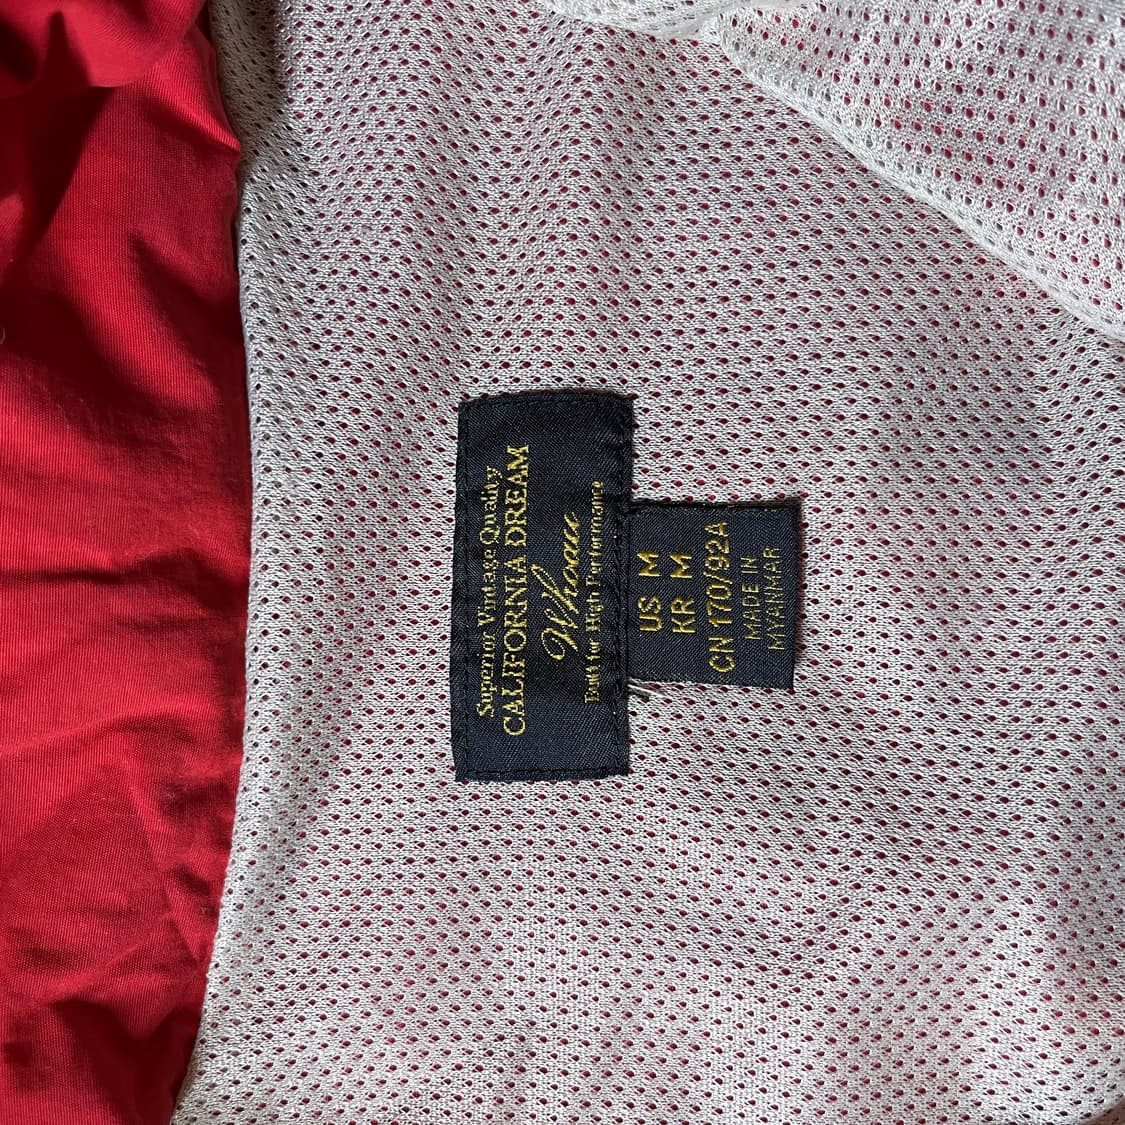 Superior Vintage Quality
CALIFORNIA DREAM
Whoau
Built for High Performance
US M
KR M
CN 170/92A
MADE IN
MYANMAR